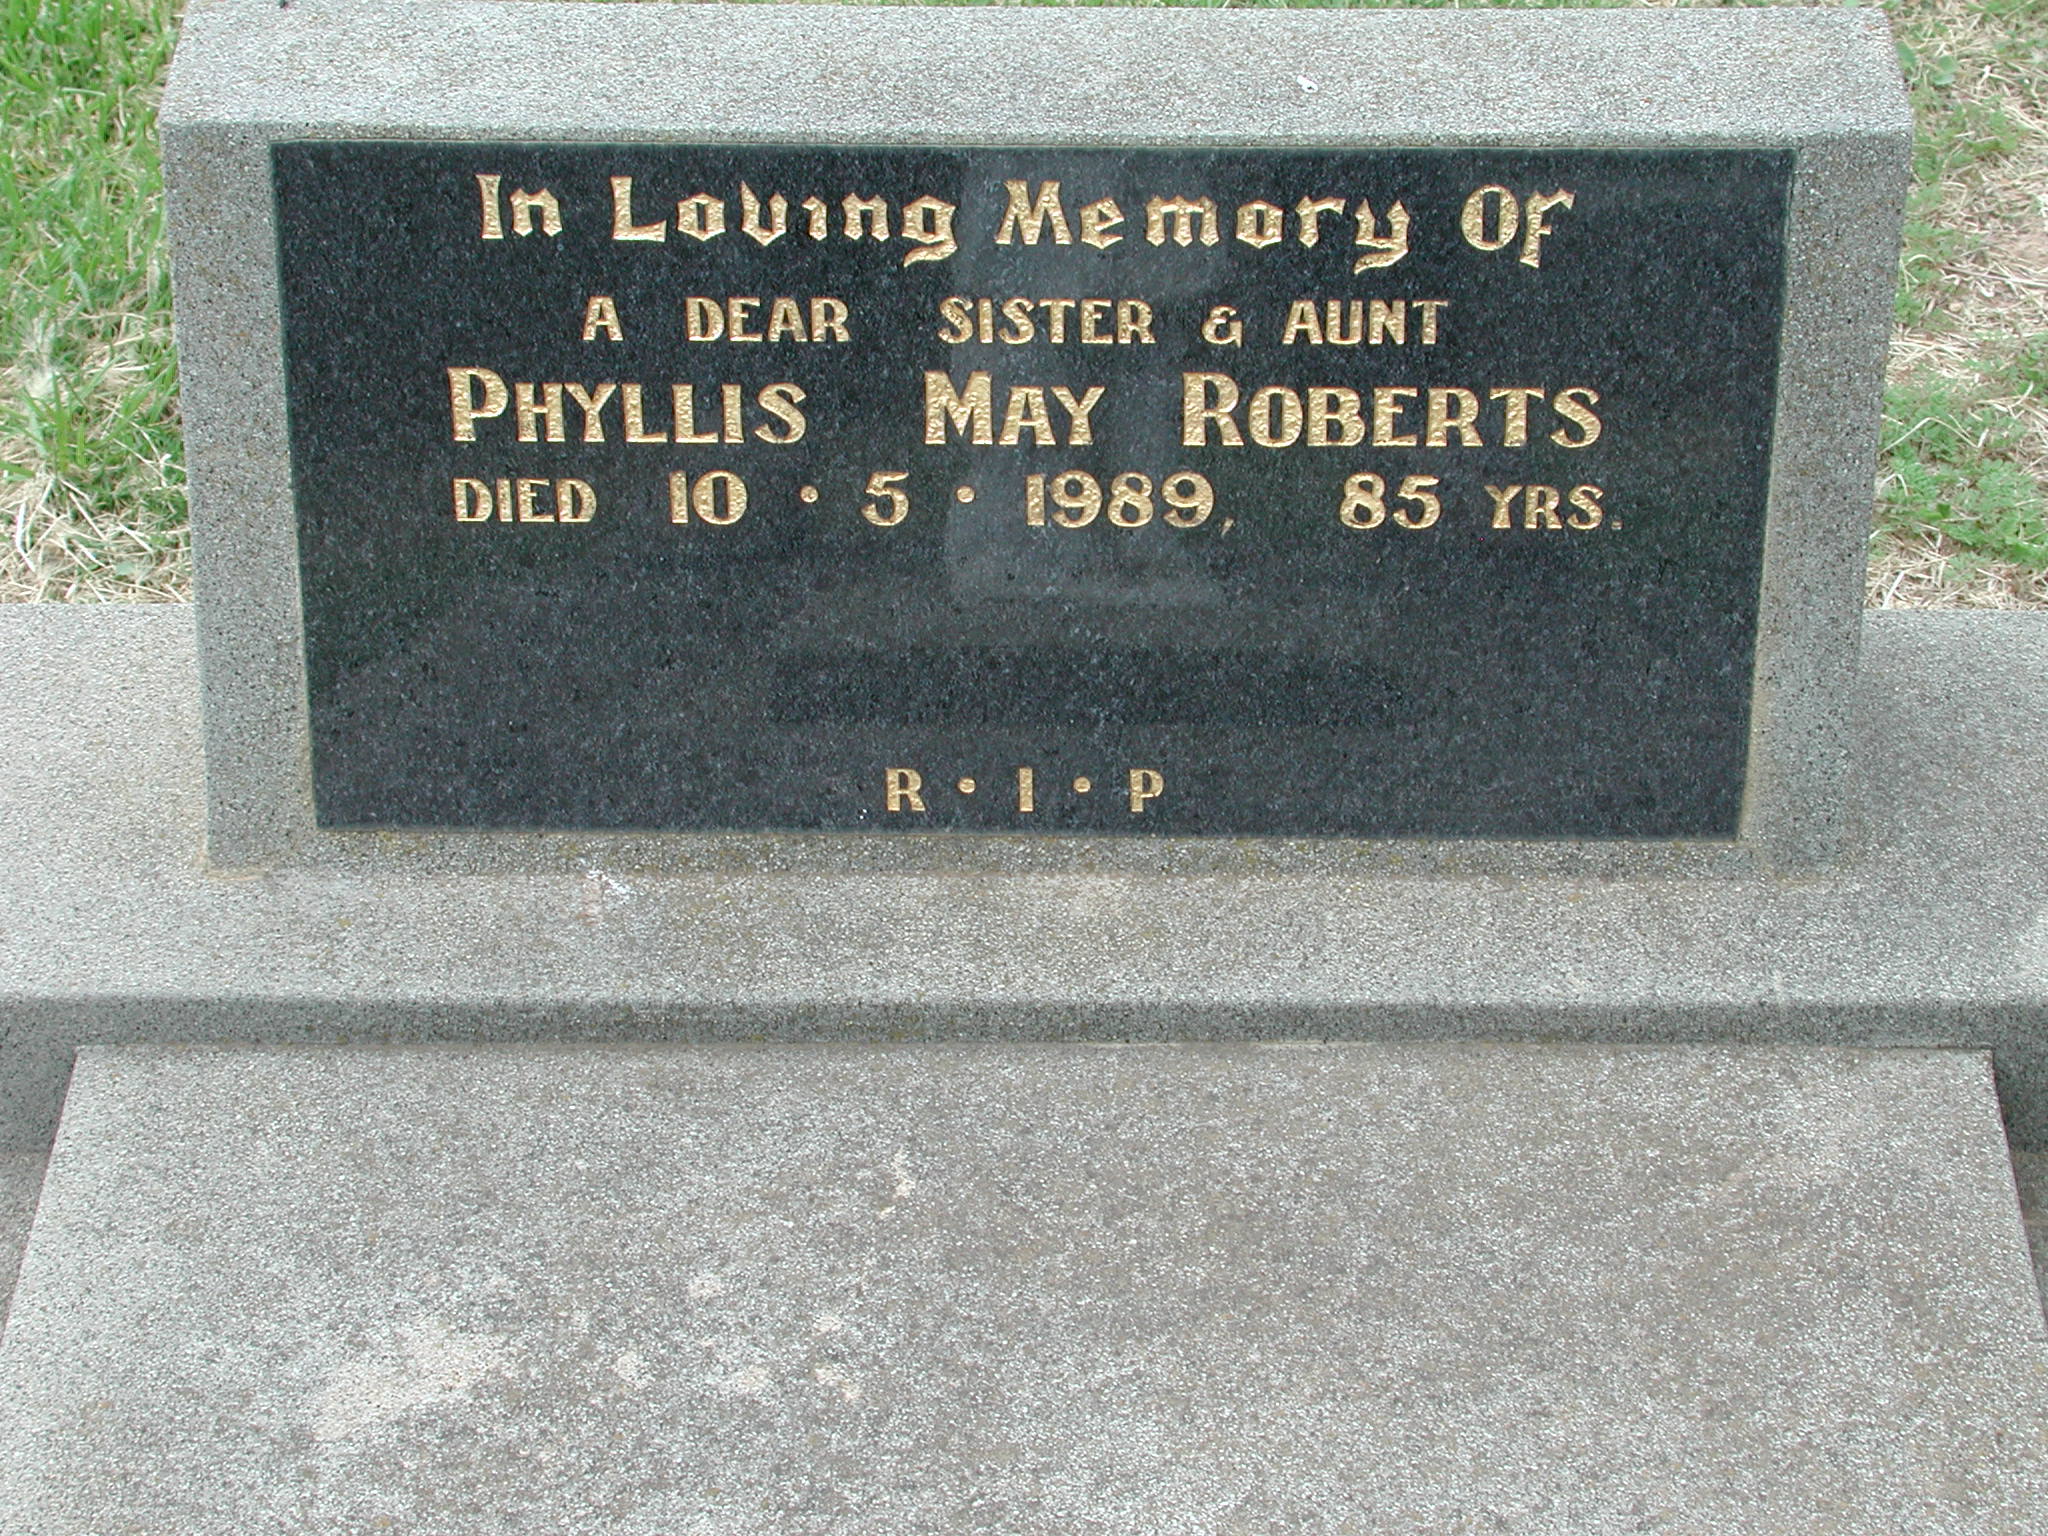 In Loving Memory Of
A DEAR SISTER & AUNT
PHYLLIS MAY ROBERTS
DIED 10 · 5 · 1989, 85 YRS.
R · I · P